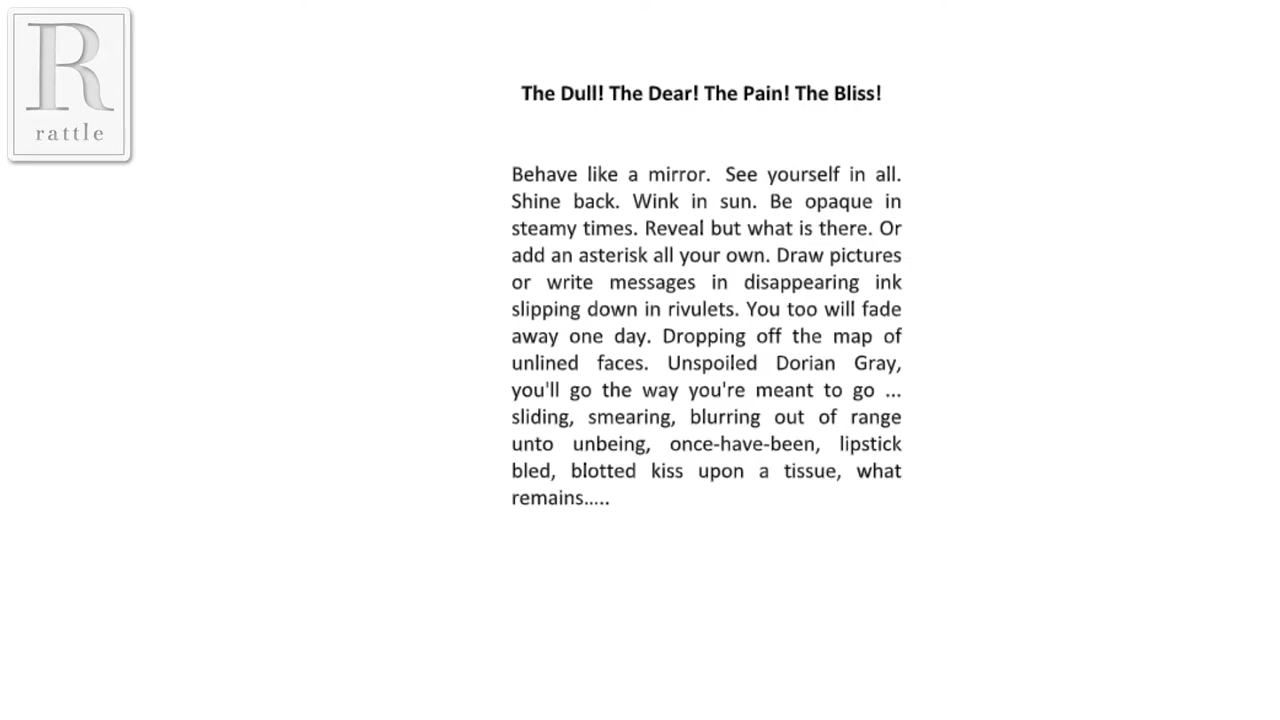 R
rattle
The Dull! The Dear! The Pain! The Bliss!
Behave like a mirror. See yourself in all.
Shine back. Wink in sun. Be opaque in
steamy times. Reveal but what is there. Or
add an asterisk all your own. Draw pictures
or write messages in disappearing ink
slipping down in rivulets. You too will fade
away one day. Dropping off the map of
unlined faces. Unspoiled Dorian Gray,
you'll go the way you're meant to go ...
sliding, smearing, blurring out of range
unto unbeing, once-have-been, lipstick
bled, blotted kiss upon a tissue, what
remains.....